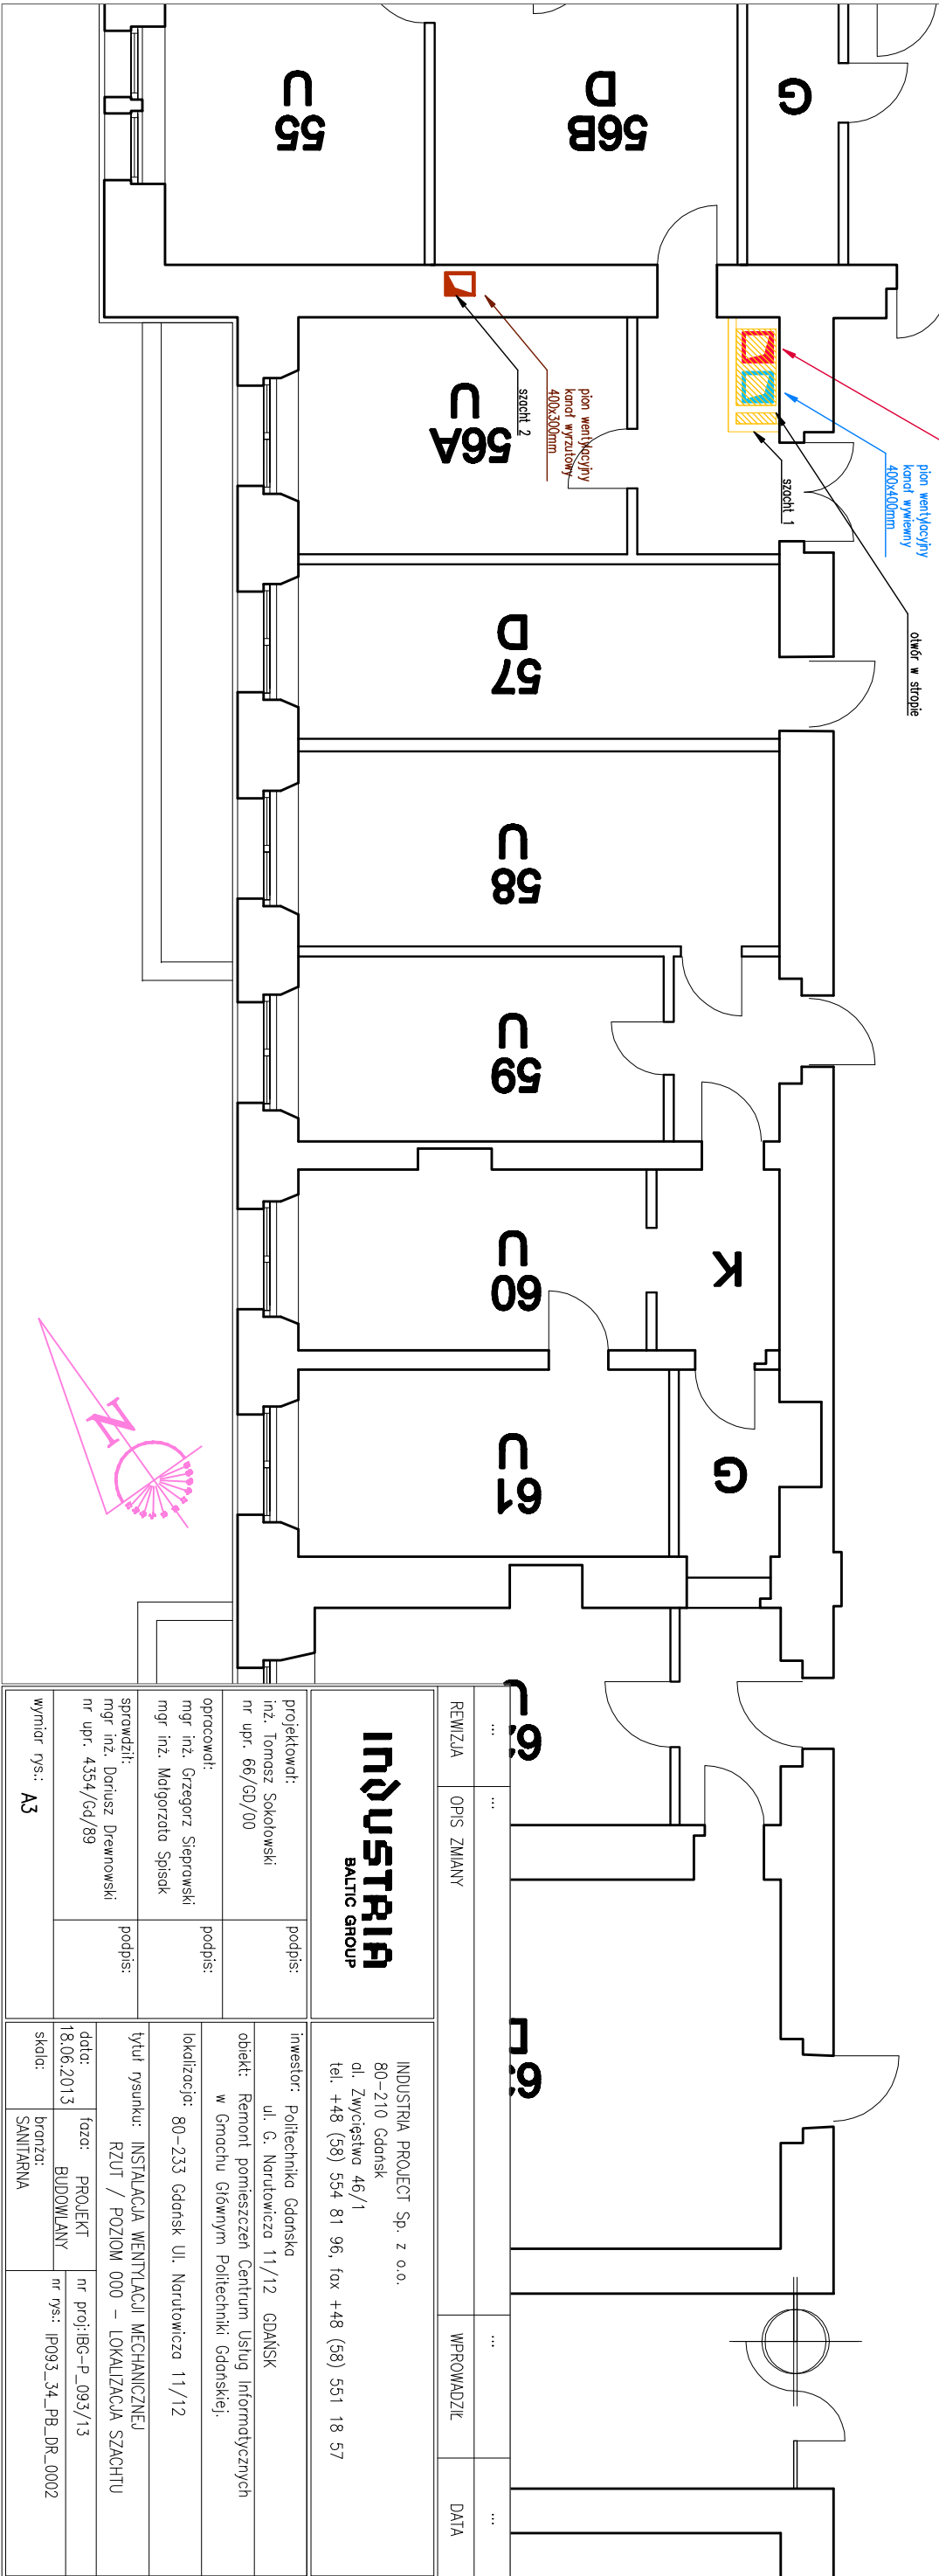 55
U
56B
D
G
pion wentylacyjny
kanał wywiewny
400x400mm
otwór w stropie
szacht 1
pion wentylacyjny
kanał wyrzutowy
400x300mm
szacht 2
56A
U
57
D
58
U
59
U
60
U
K
61
U
G
N
...
...
...
...
REWIZJA
OPIS ZMIANY
WPROWADZIŁ
DATA
INDUSTRIA
BALTIC GROUP
INDUSTRIA PROJECT Sp. z o.o.
80-210 Gdańsk
al. Zwycięstwa 46/1
tel. +48 (58) 554 81 96, fax +48 (58) 551 18 57
projektował:
inż. Tomasz Sokołowski
nr upr. 66/GD/00
podpis:
opracował:
mgr inż. Grzegorz Sieprawski
mgr inż. Małgorzata Spisak
podpis:
sprawdził:
mgr inż. Dariusz Drewnowski
nr upr. 4354/Gd/89
podpis:
wymiar rys.: A3
inwestor: Politechnika Gdańska
ul. G. Narutowicza 11/12 GDAŃSK
obiekt: Remont pomieszczeń Centrum Usług Informatycznych
w Gmachu Głównym Politechniki Gdańskiej.
lokalizacja: 80-233 Gdańsk Ul. Narutowicza 11/12
tytuł rysunku: INSTALACJA WENTYLACJI MECHANICZNEJ
RZUT / POZIOM 000 - LOKALIZACJA SZACHTU
data:
18.06.2013
faza: PROJEKT
BUDOWLANY
nr proj:IBG-P_093/13
skala:
branża:
SANITARNA
nr rys.: IP093_34_PB_DR_0002